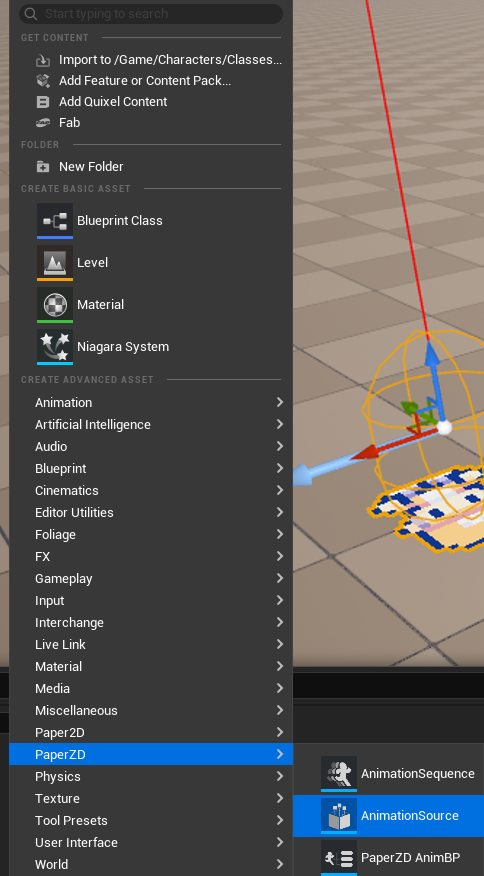 Start typing to search
GET CONTENT
Import to /Game/Characters/Classes...
Add Feature or Content Pack...
Add Quixel Content
Fab
FOLDER
New Folder
CREATE BASIC ASSET
Blueprint Class
Level
Material
Niagara System
CREATE ADVANCED ASSET
Animation
Artificial Intelligence
Audio
Blueprint
Cinematics
Editor Utilities
Foliage
FX
Gameplay
Input
Interchange
Live Link
Material
Media
Miscellaneous
Paper2D
PaperZD
Physics
Texture
Tool Presets
User Interface
World
AnimationSequence
AnimationSource
PaperZD AnimBP